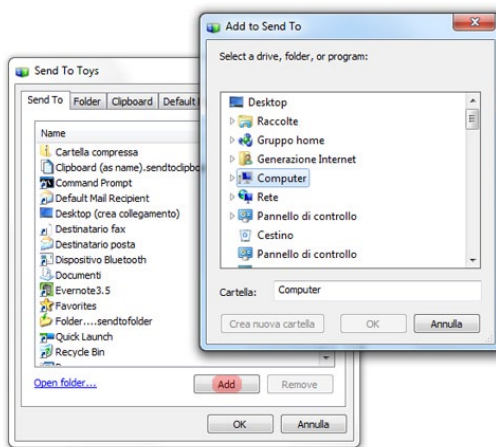 Add to Send To
Select a drive, folder, or program:
Desktop
Raccolte
Gruppo home
Generazione Internet
Computer
Rete
Pannello di controllo
Cestino
Pannello di controllo
Cartella: Computer
Crea nuova cartella OK Annulla
Send To Toys
Send To Folder Clipboard Default
Name
Cartella compressa
Clipboard (as name).sendtoclipbo
Command Prompt
Default Mail Recipient
Desktop (crea collegamento)
Destinatario fax
Destinatario posta
Dispositivo Bluetooth
Documenti
Evernote3.5
Favorites
Folder....sendtofolder
Quick Launch
Recycle Bin
Open folder... Add Remove
OK Annulla